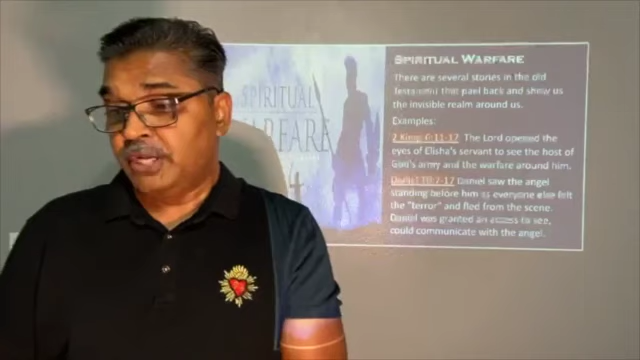 SPIRITUAL
WARFARE
SPIRITUAL WARFARE
There are several stories in the old
Testament that peel back and show us
the invisible realm around us.
Examples:
2 King: 6:11-17 The Lord opened the
eyes of Elisha's servant to see the host of
God's army and the warfare around him.
Daniel 10:2-17 Daniel saw the angel
standing before him as everyone else felt
the "terror" and fled from the scene.
Daniel was granted an access to see,
could communicate with the angel.